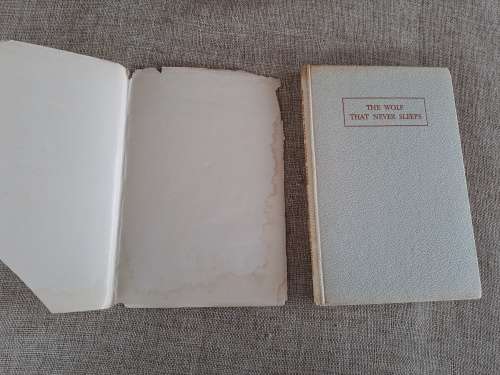 THE WOLF
THAT NEVER SLEEPS